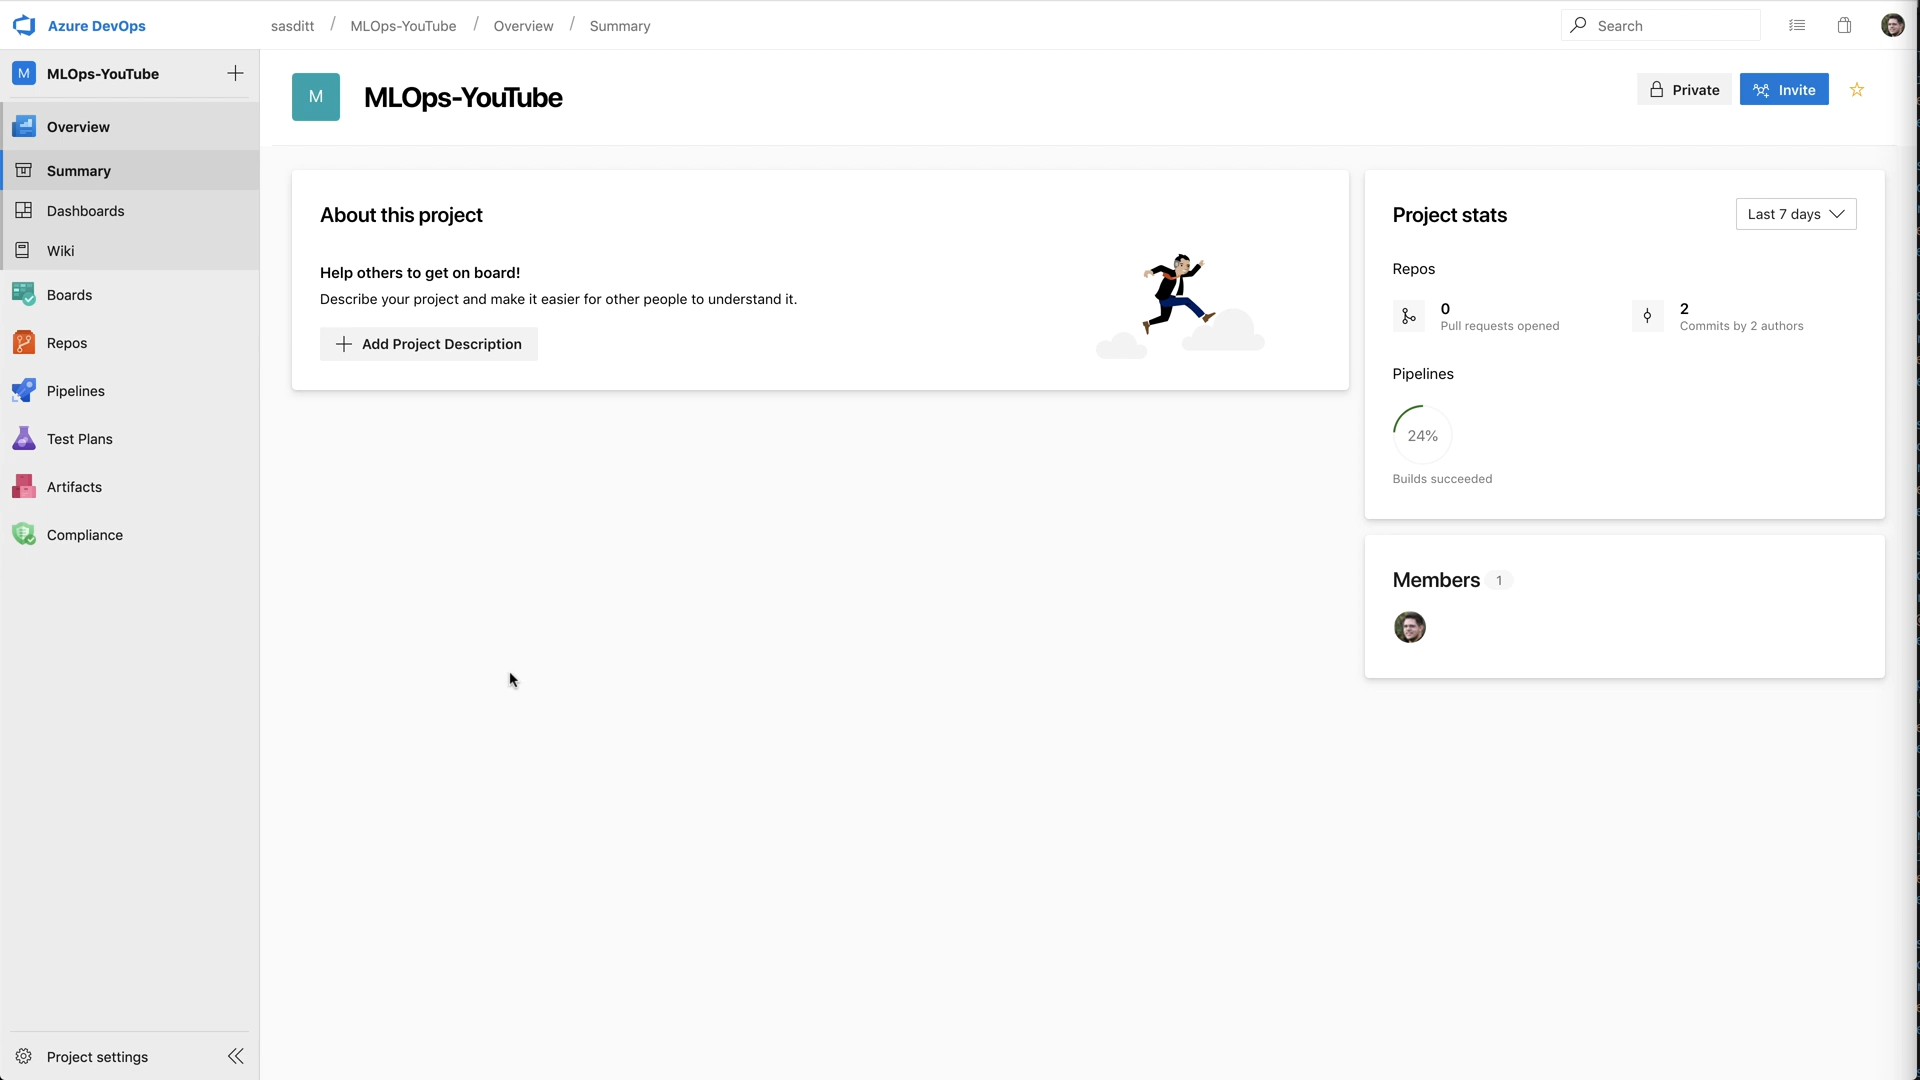 Azure DevOps
sasditt / MLOps-YouTube / Overview / Summary
Search
M MLOps-YouTube
Overview
Summary
Dashboards
Wiki
Boards
Repos
Pipelines
Test Plans
Artifacts
Compliance
Project settings
M MLOps-YouTube
Private
Invite
About this project
Help others to get on board!
Describe your project and make it easier for other people to understand it.
Add Project Description
Project stats
Last 7 days
Repos
0
Pull requests opened
2
Commits by 2 authors
Pipelines
24%
Builds succeeded
Members 1